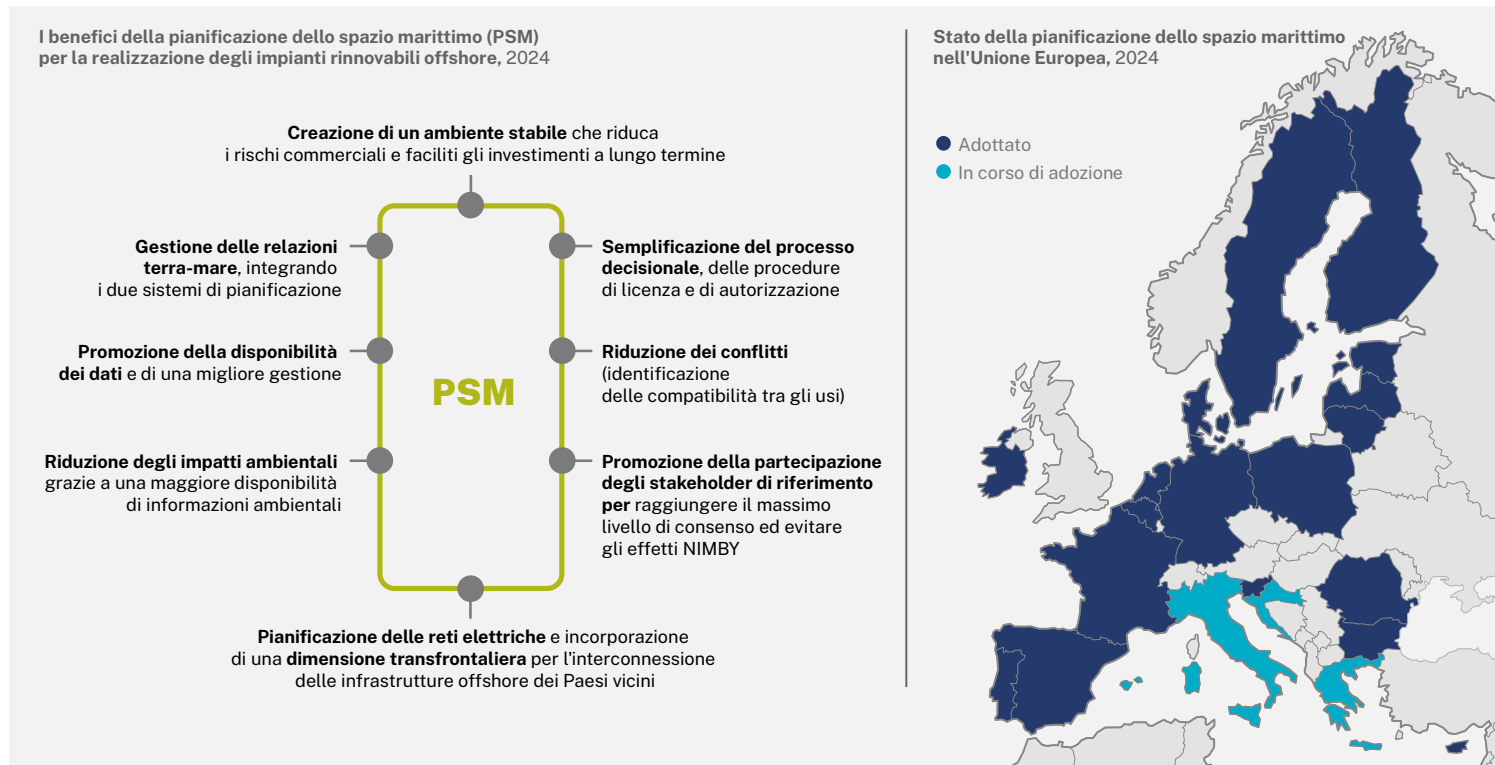 I benefici della pianificazione dello spazio marittimo (PSM)
per la realizzazione degli impianti rinnovabili offshore, 2024
Creazione di un ambiente stabile che riduca
i rischi commerciali e faciliti gli investimenti a lungo termine
Gestione delle relazioni
terra-mare, integrando
i due sistemi di pianificazione
Promozione della disponibilità
dei dati e di una migliore gestione
Riduzione degli impatti ambientali
grazie a una maggiore disponibilità
di informazioni ambientali
PSM
Semplificazione del processo
decisionale, delle procedure
di licenza e di autorizzazione
Riduzione dei conflitti
(identificazione
delle compatibilità tra gli usi)
Promozione della partecipazione
degli stakeholder di riferimento
per raggiungere il massimo
livello di consenso ed evitare
gli effetti NIMBY
Pianificazione delle reti elettriche e incorporazione
di una dimensione transfrontaliera per l'interconnessione
delle infrastrutture offshore dei Paesi vicini
Stato della pianificazione dello spazio marittimo
nell'Unione Europea, 2024
Adottato
In corso di adozione